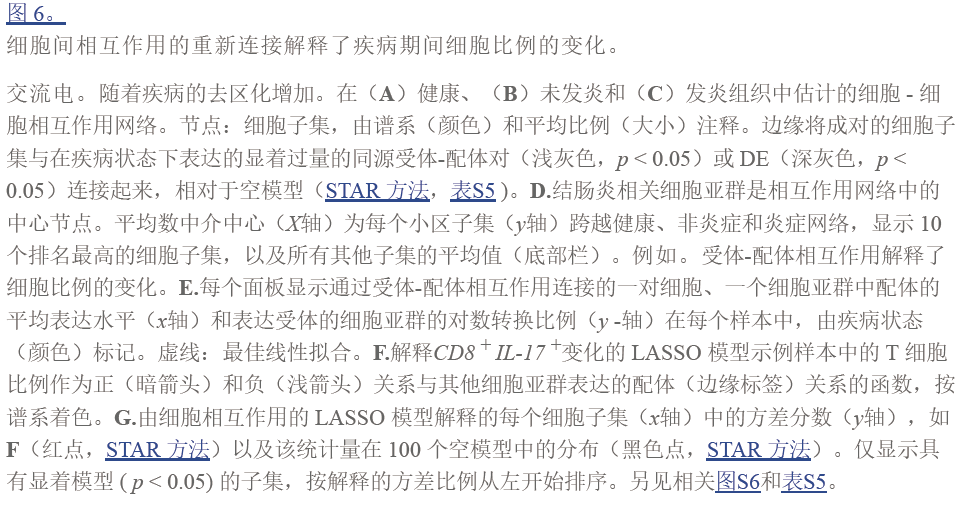 图 6。
细胞间相互作用的重新连接解释了疾病期间细胞比例的变化。
交流电。随着疾病的去区化增加。在（A）健康、（B）未发炎和（C）发炎组织中估计的细胞 - 细
胞相互作用网络。节点：细胞子集，由谱系（颜色）和平均比例（大小）注释。边缘将成对的细胞子
集与在疾病状态下表达的显着过量的同源受体-配体对（浅灰色，p < 0.05）或 DE（深灰色，p <
0.05）连接起来，相对于空模型（STAR 方法，表S5 )。D.结肠炎相关细胞亚群是相互作用网络中的
中心节点。平均数中介中心（X轴）为每个小区子集（y轴）跨越健康、非炎症和炎症网络，显示 10
个排名最高的细胞子集，以及所有其他子集的平均值（底部栏）。例如。受体-配体相互作用解释了
细胞比例的变化。E.每个面板显示通过受体-配体相互作用连接的一对细胞、一个细胞亚群中配体的
平均表达水平（x轴）和表达受体的细胞亚群的对数转换比例（y -轴）在每个样本中，由疾病状态
（颜色）标记。虚线：最佳线性拟合。F.解释CD8 + IL-17 +变化的 LASSO 模型示例样本中的 T 细胞
比例作为正（暗箭头）和负（浅箭头）关系与其他细胞亚群表达的配体（边缘标签）关系的函数，按
谱系着色。G.由细胞相互作用的 LASSO 模型解释的每个细胞子集（x轴）中的方差分数（y轴），如
F（红点，STAR 方法）以及该统计量在 100 个空模型中的分布（黑色点，STAR 方法）。仅显示具
有显着模型 ( p < 0.05) 的子集，按解释的方差比例从左开始排序。另见相关图S6和表S5。